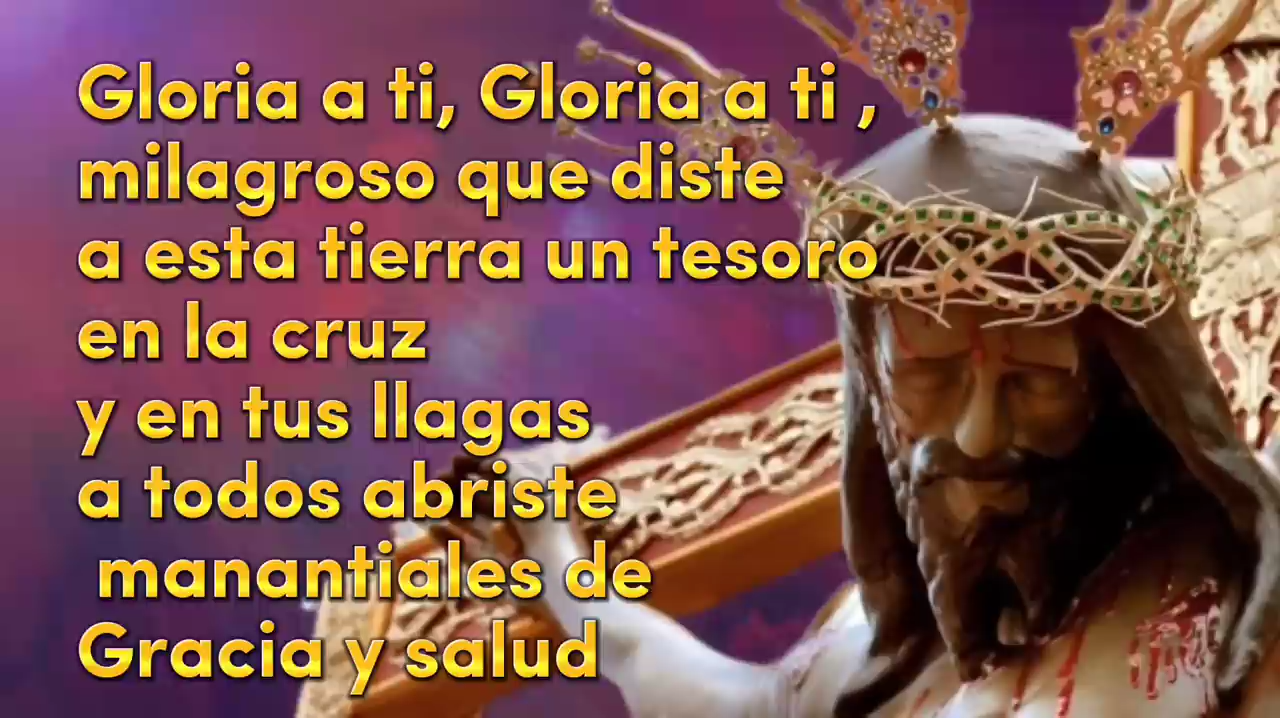 Gloria a ti, Gloria a ti ,
milagroso que diste
a esta tierra un tesoro
en la cruz
y en tus llagas
a todos abriste
manantiales de
Gracia y salud